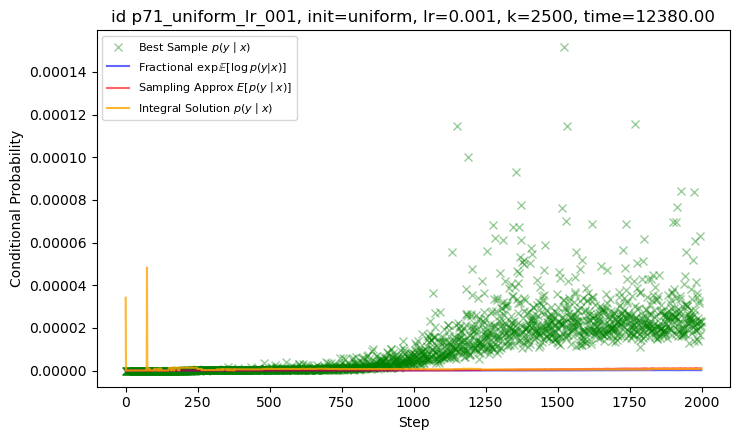 id p71_uniform_lr_001, init=uniform, lr=0.001, k=2500, time=12380.00
Best Sample p(y | x)
Fractional exp𝔼[log p(y|x)]
Sampling Approx E[p(y | x)]
Integral Solution p(y | x)
Conditional Probability
0.00014
0.00012
0.00010
0.00008
0.00006
0.00004
0.00002
0.00000
0 250 500 750 1000 1250 1500 1750 2000
Step